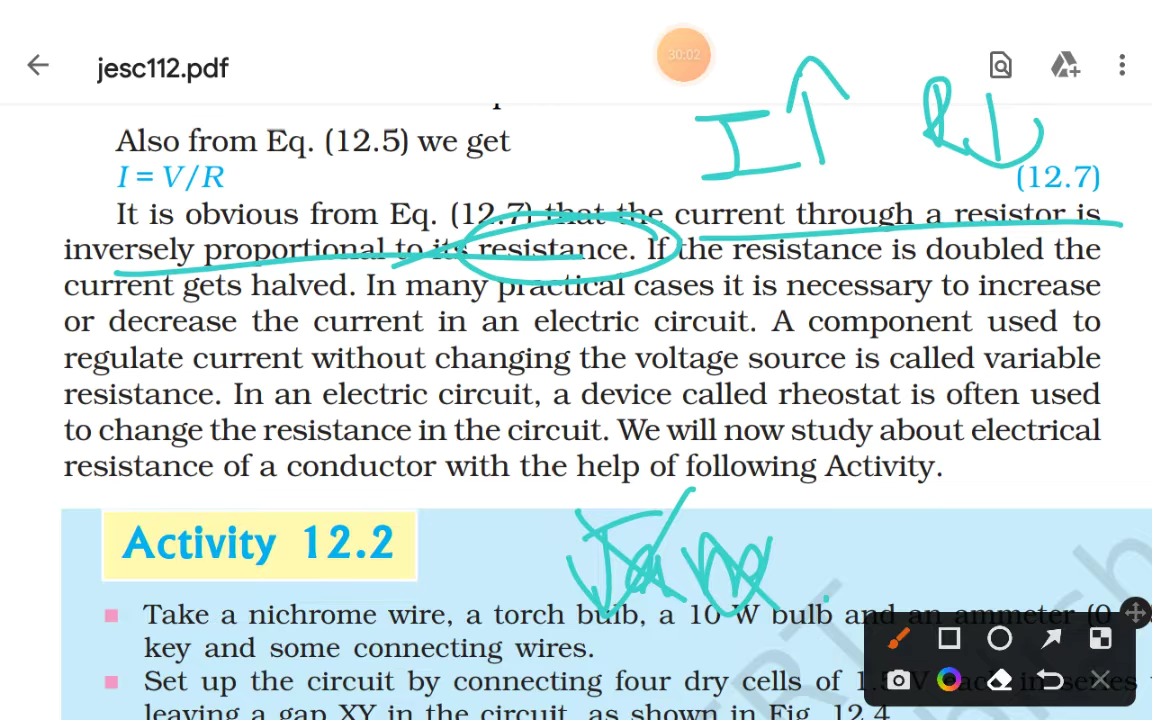 30:02
jesc112.pdf
I↑ R↓
Also from Eq. (12.5) we get
I = V/R (12.7)
It is obvious from Eq. (12.7) that the current through a resistor is
inversely proportional to its resistance. If the resistance is doubled the
current gets halved. In many practical cases it is necessary to increase
or decrease the current in an electric circuit. A component used to
regulate current without changing the voltage source is called variable
resistance. In an electric circuit, a device called rheostat is often used
to change the resistance in the circuit. We will now study about electrical
resistance of a conductor with the help of following Activity.
Activity 12.2
Take a nichrome wire, a torch bulb, a 10 W bulb and an ammeter (0
key and some connecting wires.
Set up the circuit by connecting four dry cells of 1.5 V each in series
leaving a gap XY in the circuit, as shown in Fig. 12.4